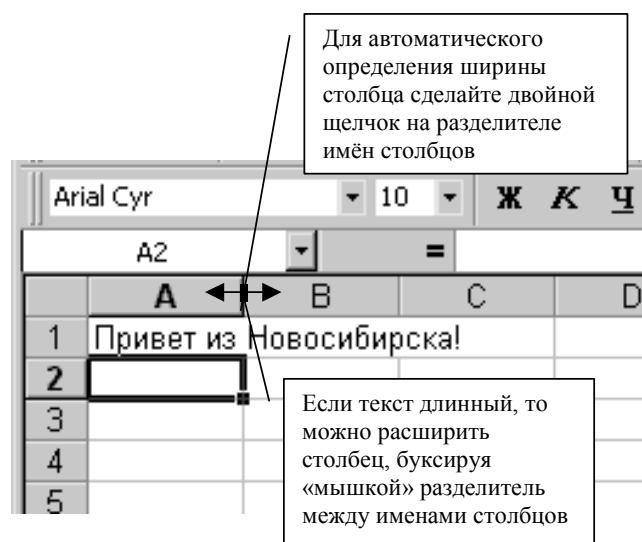 Для автоматического
определения ширины
столбца сделайте двойной
щелчок на разделителе
имён столбцов
Arial Cyr 10 Ж К Ч
A2 =
A B C D
1 Привет из Новосибирска!
2
3
4
5
Если текст длинный, то
можно расширить
столбец, буксируя
«мышкой» разделитель
между именами столбцов